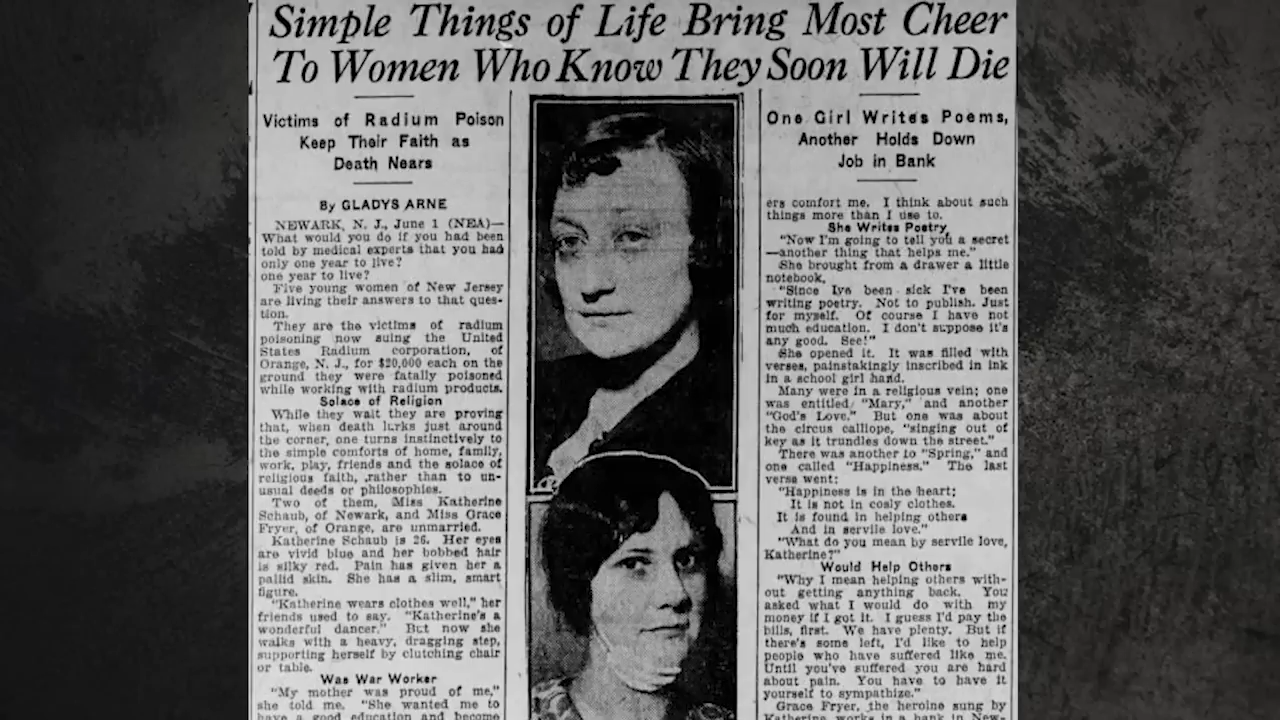 Simple Things of Life Bring Most Cheer
To Women Who Know They Soon Will Die
Victims of Radium Poison
Keep Their Faith as
Death Nears
By GLADYS ARNE
NEWARK, N. J., June 1 (NEA)—
What would you do if you had been
told by medical experts that you had
only one year to live?
one year to live?
Five young women of New Jersey
are living their answers to that ques-
tion.
They are the victims of radium
poisoning now suing the United
States Radium corporation, of
Orange, N. J., for $20,000 each on the
ground they were fatally poisoned
while working with radium products.
Solace of Religion
While they wait they are proving
that, when death lurks just around
the corner, one turns instinctively to
the simple comforts of home, family,
work, play, friends and the solace of
religious faith, rather than to un-
usual deeds or philosophies.
Two of them, Miss Katherine
Schaub, of Newark, and Miss Grace
Fryer, of Orange, are unmarried.
Katherine Schaub is 26. Her eyes
are vivid blue and her bobbed hair
is silky red. Pain has given her a
pallid skin. She has a slim, smart
figure.
"Katherine wears clothes well," her
friends used to say. "Katherine's a
wonderful dancer." But now she
walks with a heavy, dragging step,
supporting herself by clutching chair
or table.
Was War Worker
"My mother was proud of me,"
she told me. "She wanted me to
have a good education and become
One Girl Writes Poems,
Another Holds Down
Job in Bank
ers comfort me. I think about such
things more than I use to.
She Writes Poetry
"Now I'm going to tell you a secret
—another thing that helps me."
She brought from a drawer a little
notebook.
"Since Ive been sick I've been
writing poetry. Not to publish. Just
for myself. Of course I have not
much education. I don't suppose it's
any good. See!"
She opened it. It was filled with
verses, painstakingly inscribed in ink
in a school girl hand.
Many were in a religious vein; one
was entitled "Mary," and another
"God's Love." But one was about
the circus calliope, "singing out of
key as it trundles down the street."
There was another to "Spring," and
one called "Happiness." The last
verse went:
"Happiness is in the heart;
It is not in cosly clothes.
It is found in helping others
And in servile love."
"What do you mean by servile love,
Katherine?"
Would Help Others
"Why I mean helping others with-
out getting anything back. You
asked what I would do with my
money if I got it. I guess I'd pay the
bills, first. We have plenty. But if
there's some left, I'd like to help
people who have suffered like me.
Until you've suffered you are hard
about pain. You have to have it
yourself to sympathize."
Grace Fryer, the heroine sung by
Katherine works in a bank in New-